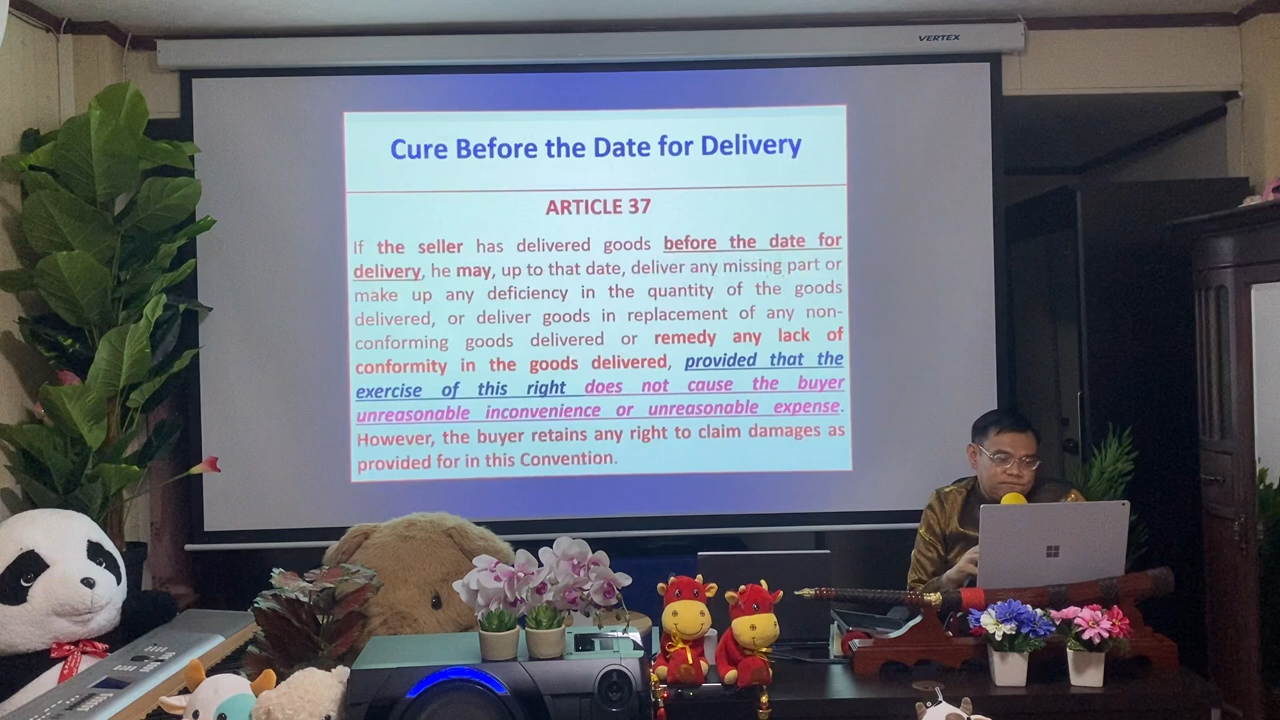 VERTEX
Cure Before the Date for Delivery
ARTICLE 37
If the seller has delivered goods before the date for
delivery, he may, up to that date, deliver any missing part or
make up any deficiency in the quantity of the goods
delivered, or deliver goods in replacement of any non-
conforming goods delivered or remedy any lack of
conformity in the goods delivered, provided that the
exercise of this right does not cause the buyer
unreasonable inconvenience or unreasonable expense.
However, the buyer retains any right to claim damages as
provided for in this Convention.